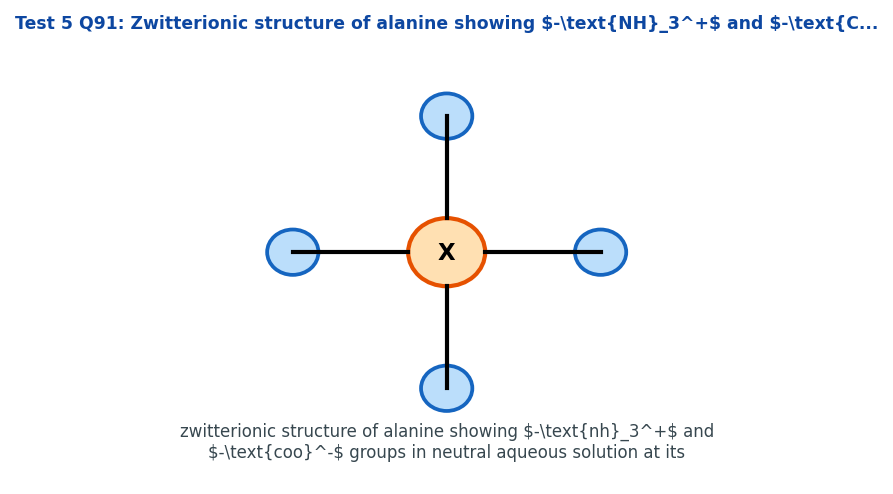 Test 5 Q91: Zwitterionic structure of alanine showing $-\text{NH}_3^+$ and $-\text{C...
X
zwitterionic structure of alanine showing $-\text{nh}_3^+$ and
$-\text{coo}^-$ groups in neutral aqueous solution at its